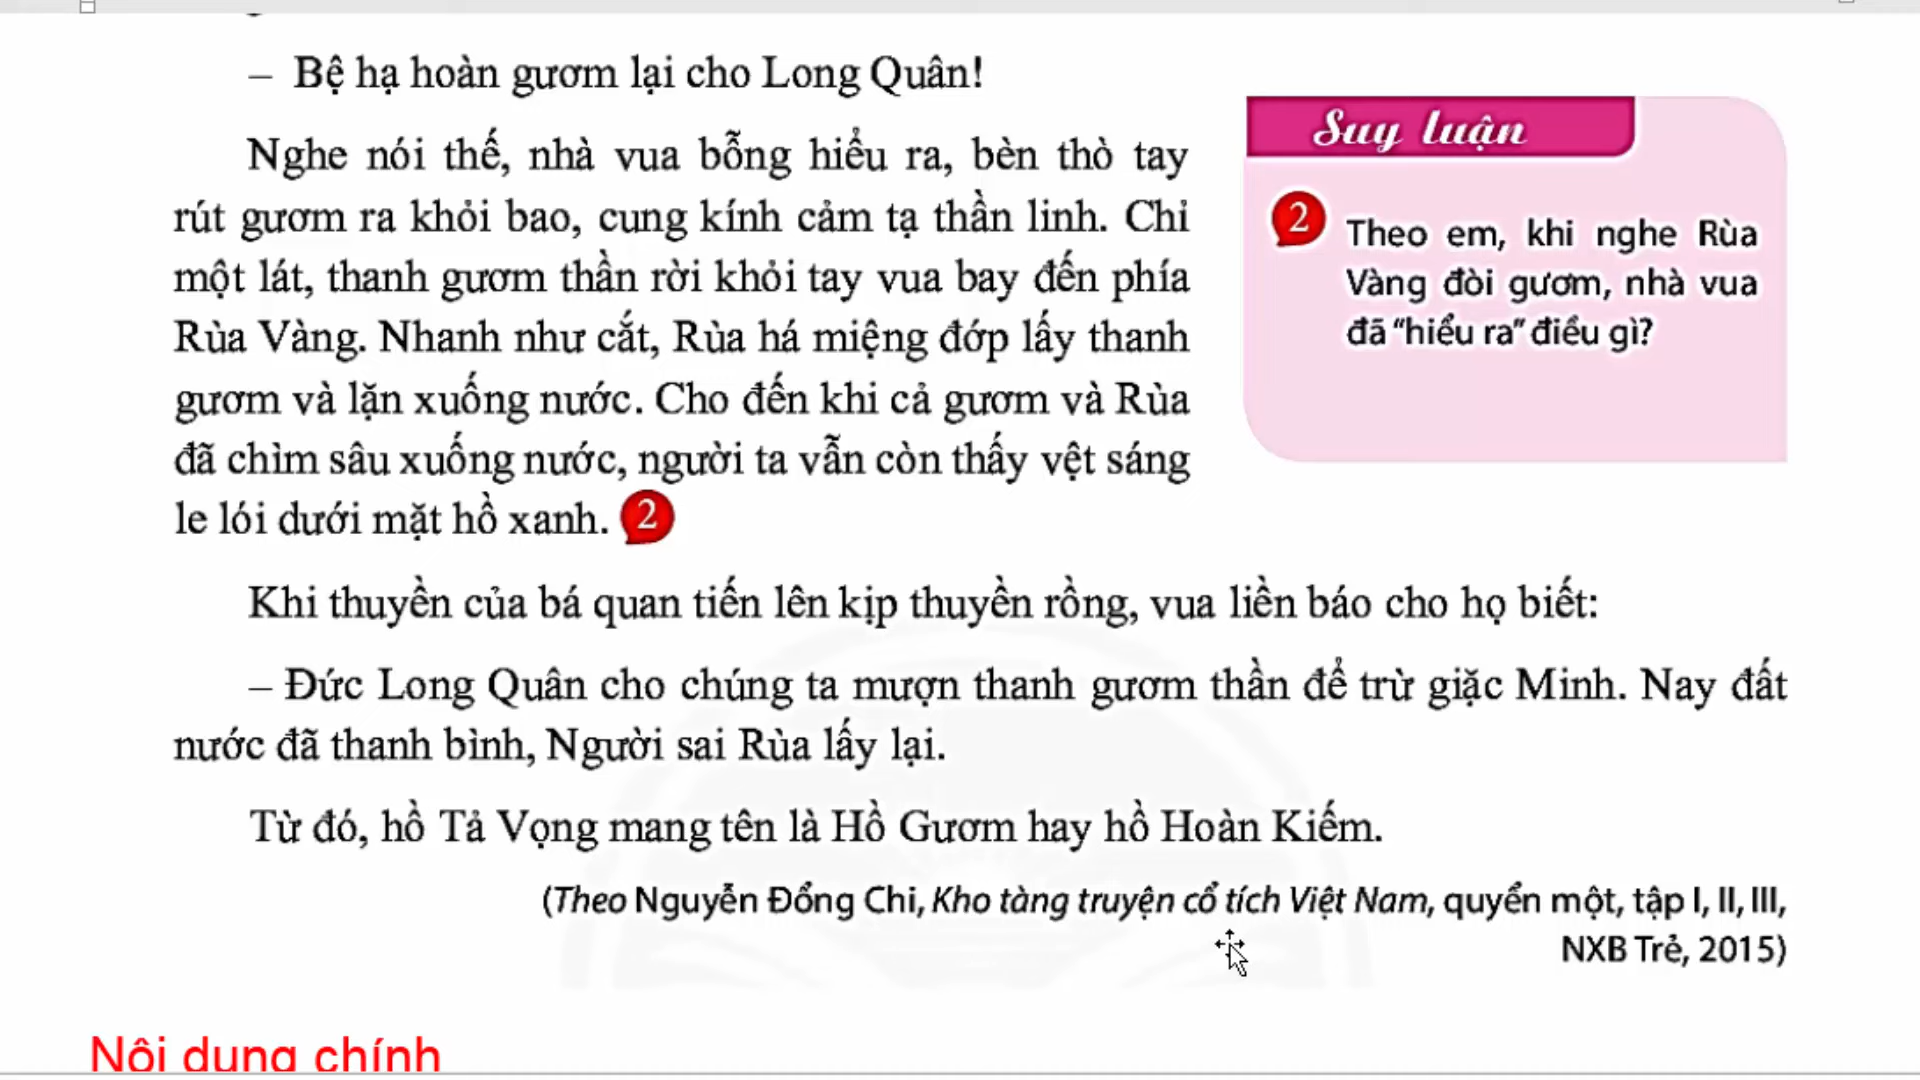 – Bệ hạ hoàn gươm lại cho Long Quân!
Nghe nói thế, nhà vua bỗng hiểu ra, bèn thò tay
rút gươm ra khỏi bao, cung kính cảm tạ thần linh. Chỉ
một lát, thanh gươm thần rời khỏi tay vua bay đến phía
Rùa Vàng. Nhanh như cắt, Rùa há miệng đớp lấy thanh
gươm và lặn xuống nước. Cho đến khi cả gươm và Rùa
đã chìm sâu xuống nước, người ta vẫn còn thấy vệt sáng
le lói dưới mặt hồ xanh. 2
Suy luận
2 Theo em, khi nghe Rùa
Vàng đòi gươm, nhà vua
đã “hiểu ra” điều gì?
Khi thuyền của bá quan tiến lên kịp thuyền rồng, vua liền báo cho họ biết:
– Đức Long Quân cho chúng ta mượn thanh gươm thần để trừ giặc Minh. Nay đất
nước đã thanh bình, Người sai Rùa lấy lại.
Từ đó, hồ Tả Vọng mang tên là Hồ Gươm hay hồ Hoàn Kiếm.
(Theo Nguyễn Đổng Chi, Kho tàng truyện cổ tích Việt Nam, quyển một, tập I, II, III,
NXB Trẻ, 2015)
Nội dung chính